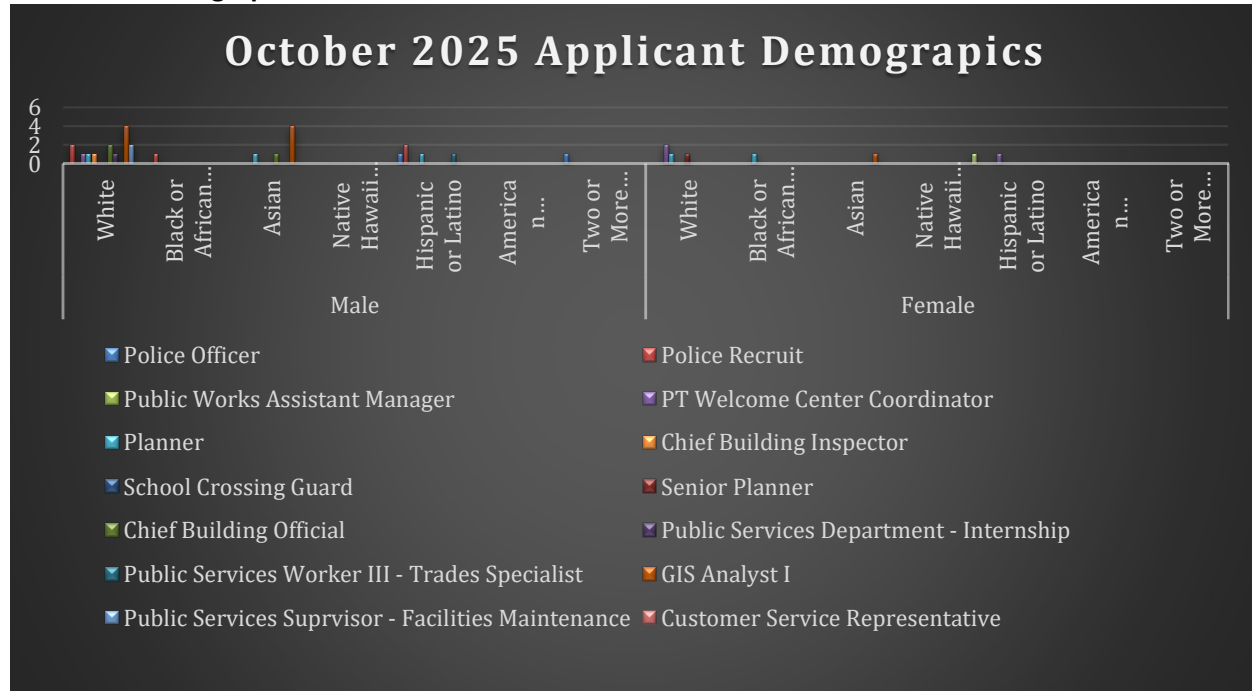 October 2025 Applicant Demograpics
6
4
2
0
White
Black or
African...
Asian
Native
Hawaii...
Hispanic
or Latino
America
n...
Two or
More...
White
Black or
African...
Asian
Native
Hawaii...
Hispanic
or Latino
America
n...
Two or
More...
Male
Female
Police Officer
Police Recruit
Public Works Assistant Manager
PT Welcome Center Coordinator
Planner
Chief Building Inspector
School Crossing Guard
Senior Planner
Chief Building Official
Public Services Department - Internship
Public Services Worker III - Trades Specialist
GIS Analyst I
Public Services Suprvisor - Facilities Maintenance
Customer Service Representative